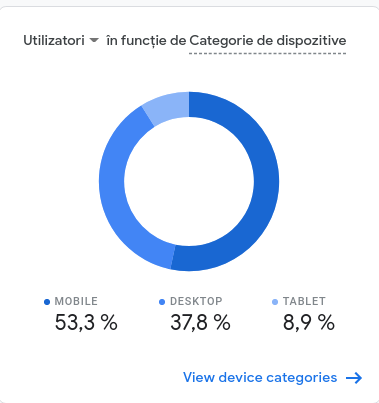 Utilizatori în funcție de Categorie de dispozitive
MOBILE DESKTOP TABLET
53,3 % 37,8 % 8,9 %
View device categories